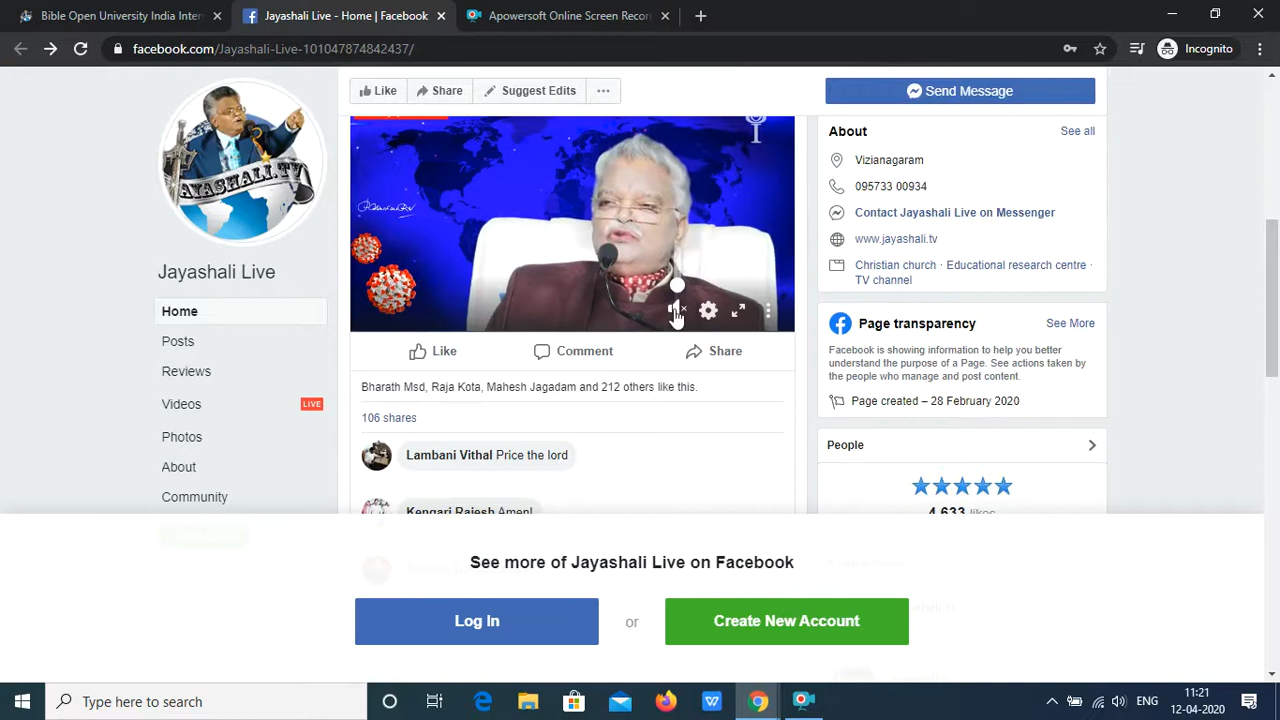 Bible Open University India Inter
Jayashali Live - Home | Facebook
Apowersoft Online Screen Recor
facebook.com/Jayashali-Live-101047874842437/
Incognito
Like
Share
Suggest Edits
Send Message
JAYASHALI.TV
Jayashali Live
Home
Posts
Reviews
Videos
LIVE
Photos
About
Community
Like
Comment
Share
Bharath Msd, Raja Kota, Mahesh Jagadam and 212 others like this.
106 shares
Lambani Vithal Price the lord
Kengari Rajesh Amen!
About
See all
Vizianagaram
095733 00934
Contact Jayashali Live on Messenger
www.jayashali.tv
Christian church · Educational research centre ·
TV channel
Page transparency
See More
Facebook is showing information to help you better
understand the purpose of a Page. See actions taken by
the people who manage and post content.
Page created – 28 February 2020
People
4,633 likes
See more of Jayashali Live on Facebook
Log In
or
Create New Account
Type here to search
ENG
11:21
12-04-2020